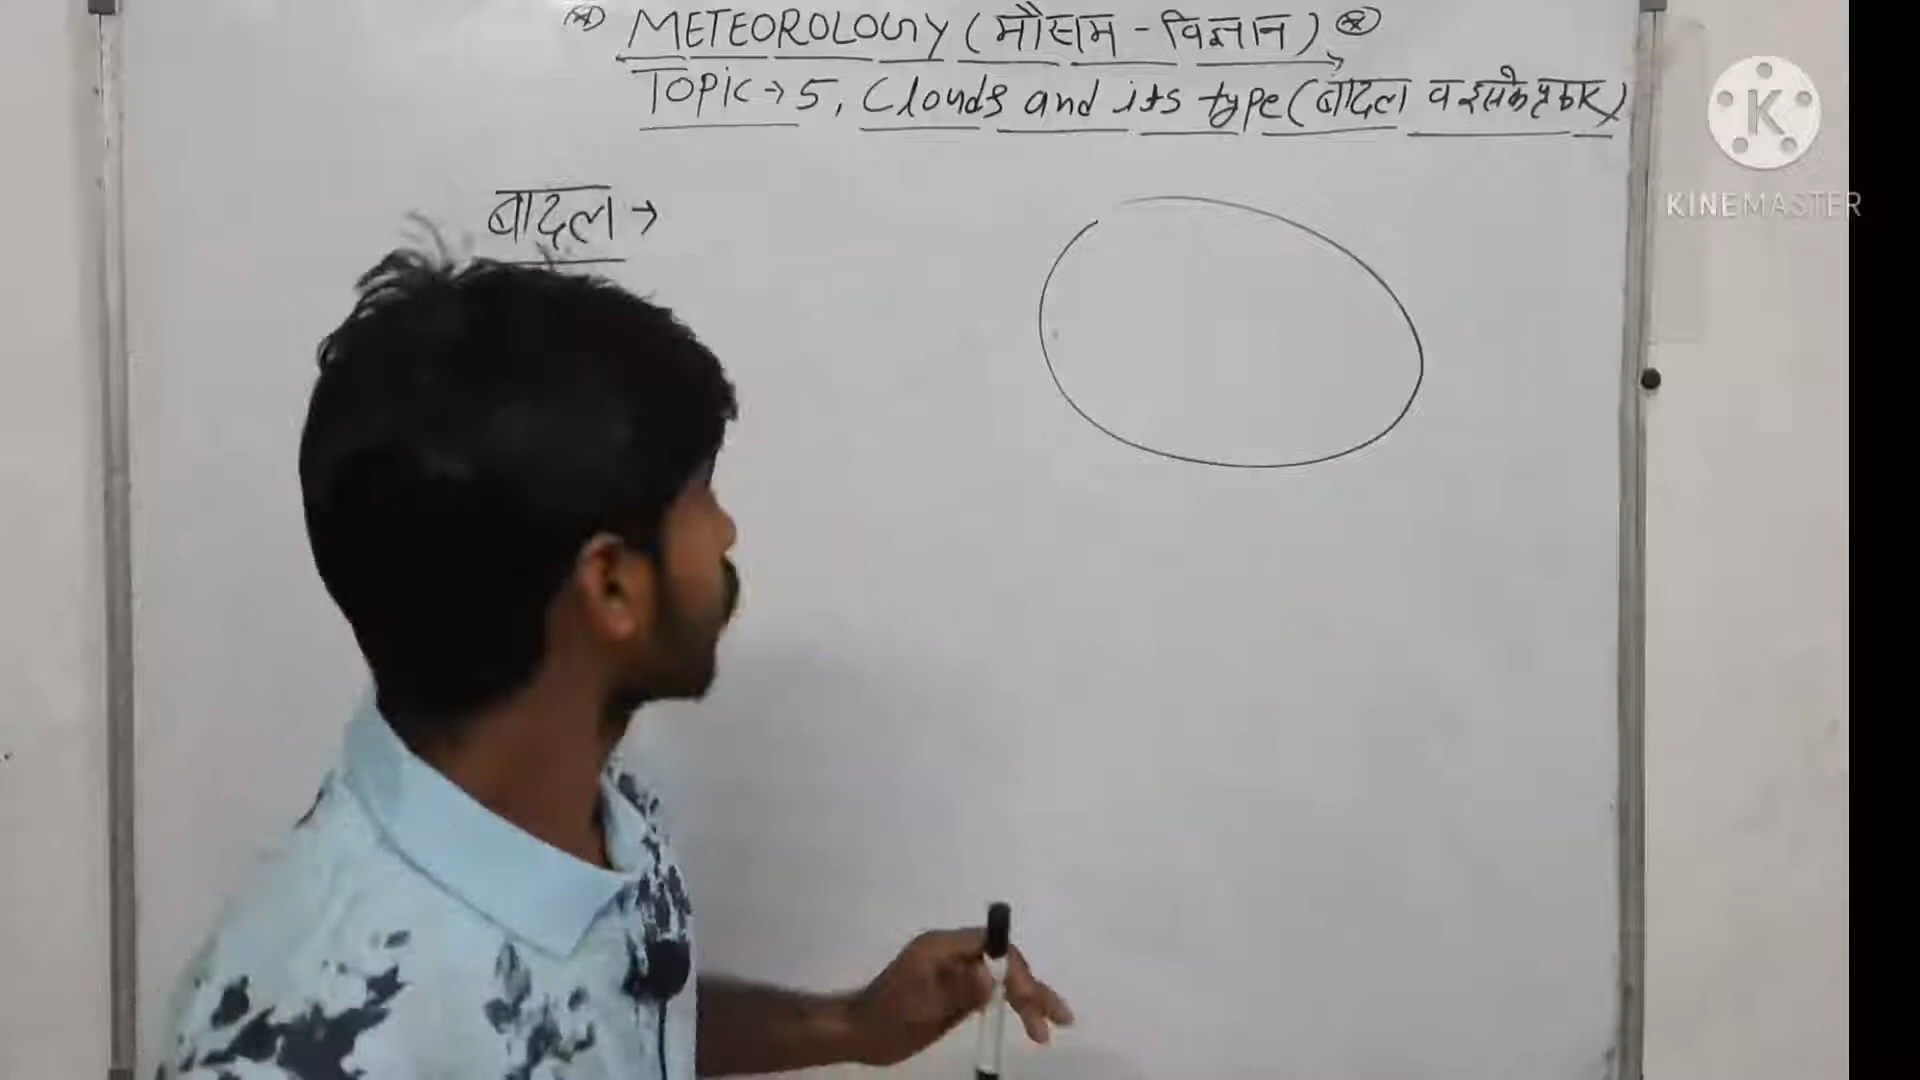 METEOROLOGY (मौसम - विज्ञान)
TOPIC → 5, Clouds and its type (बादल व इसके प्रकार)
K
KINEMASTER
बादल →